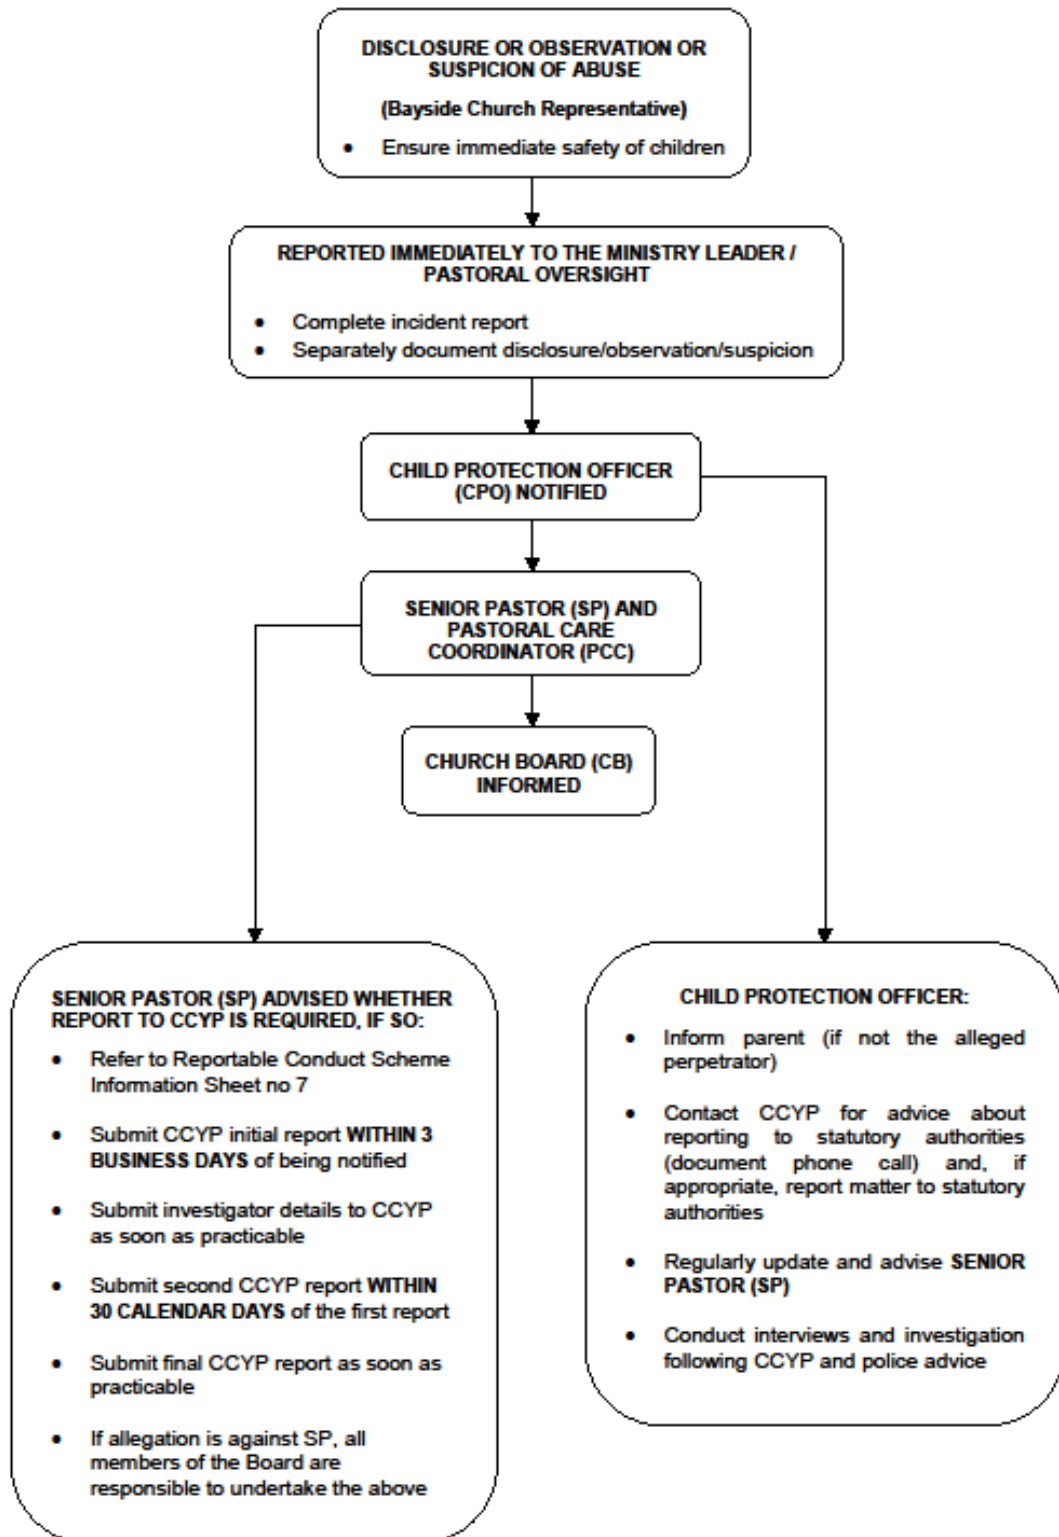 DISCLOSURE OR OBSERVATION OR
SUSPICION OF ABUSE
(Bayside Church Representative)
• Ensure immediate safety of children
REPORTED IMMEDIATELY TO THE MINISTRY LEADER /
PASTORAL OVERSIGHT
• Complete incident report
• Separately document disclosure/observation/suspicion
CHILD PROTECTION OFFICER
(CPO) NOTIFIED
SENIOR PASTOR (SP) AND
PASTORAL CARE
COORDINATOR (PCC)
CHURCH BOARD (CB)
INFORMED
SENIOR PASTOR (SP) ADVISED WHETHER
REPORT TO CCYP IS REQUIRED, IF SO:
• Refer to Reportable Conduct Scheme
Information Sheet no 7
• Submit CCYP initial report WITHIN 3
BUSINESS DAYS of being notified
• Submit investigator details to CCYP
as soon as practicable
• Submit second CCYP report WITHIN
30 CALENDAR DAYS of the first report
• Submit final CCYP report as soon as
practicable
• If allegation is against SP, all
members of the Board are
responsible to undertake the above
CHILD PROTECTION OFFICER:
• Inform parent (if not the alleged
perpetrator)
• Contact CCYP for advice about
reporting to statutory authorities
(document phone call) and, if
appropriate, report matter to statutory
authorities
• Regularly update and advise SENIOR
PASTOR (SP)
• Conduct interviews and investigation
following CCYP and police advice